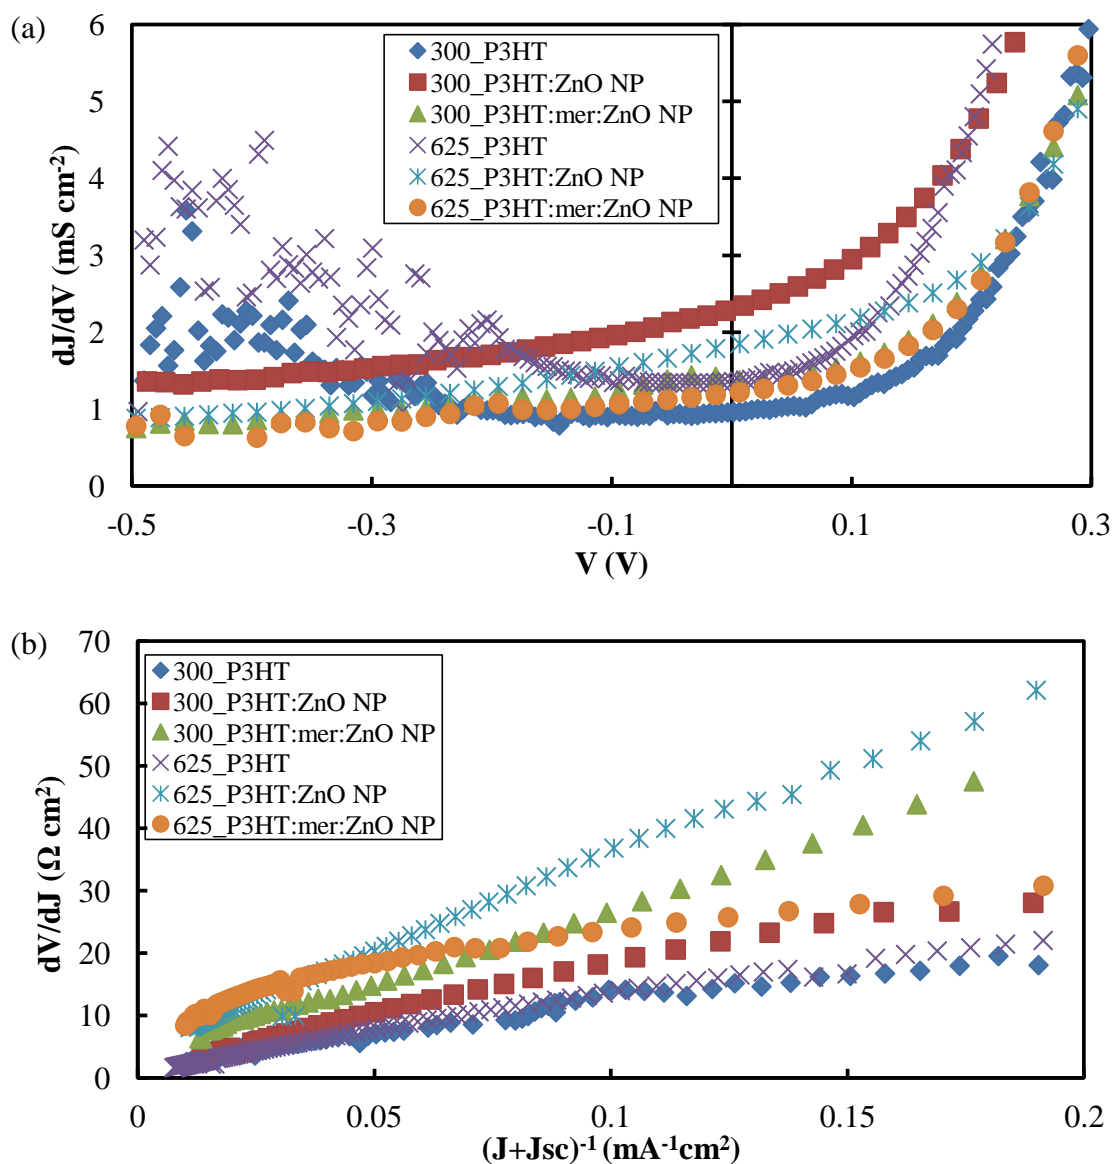 (a)
6
5
4
3
2
1
0
dJ/dV (mS cm-2)
300_P3HT
300_P3HT:ZnO NP
300_P3HT:mer:ZnO NP
625_P3HT
625_P3HT:ZnO NP
625_P3HT:mer:ZnO NP
-0.5 -0.3 -0.1 0.1 0.3
V (V)
(b)
70
60
50
40
30
20
10
0
dV/dJ (Ω cm²)
300_P3HT
300_P3HT:ZnO NP
300_P3HT:mer:ZnO NP
625_P3HT
625_P3HT:ZnO NP
625_P3HT:mer:ZnO NP
0 0.05 0.1 0.15 0.2
(J+Jsc)-1 (mA-1cm2)